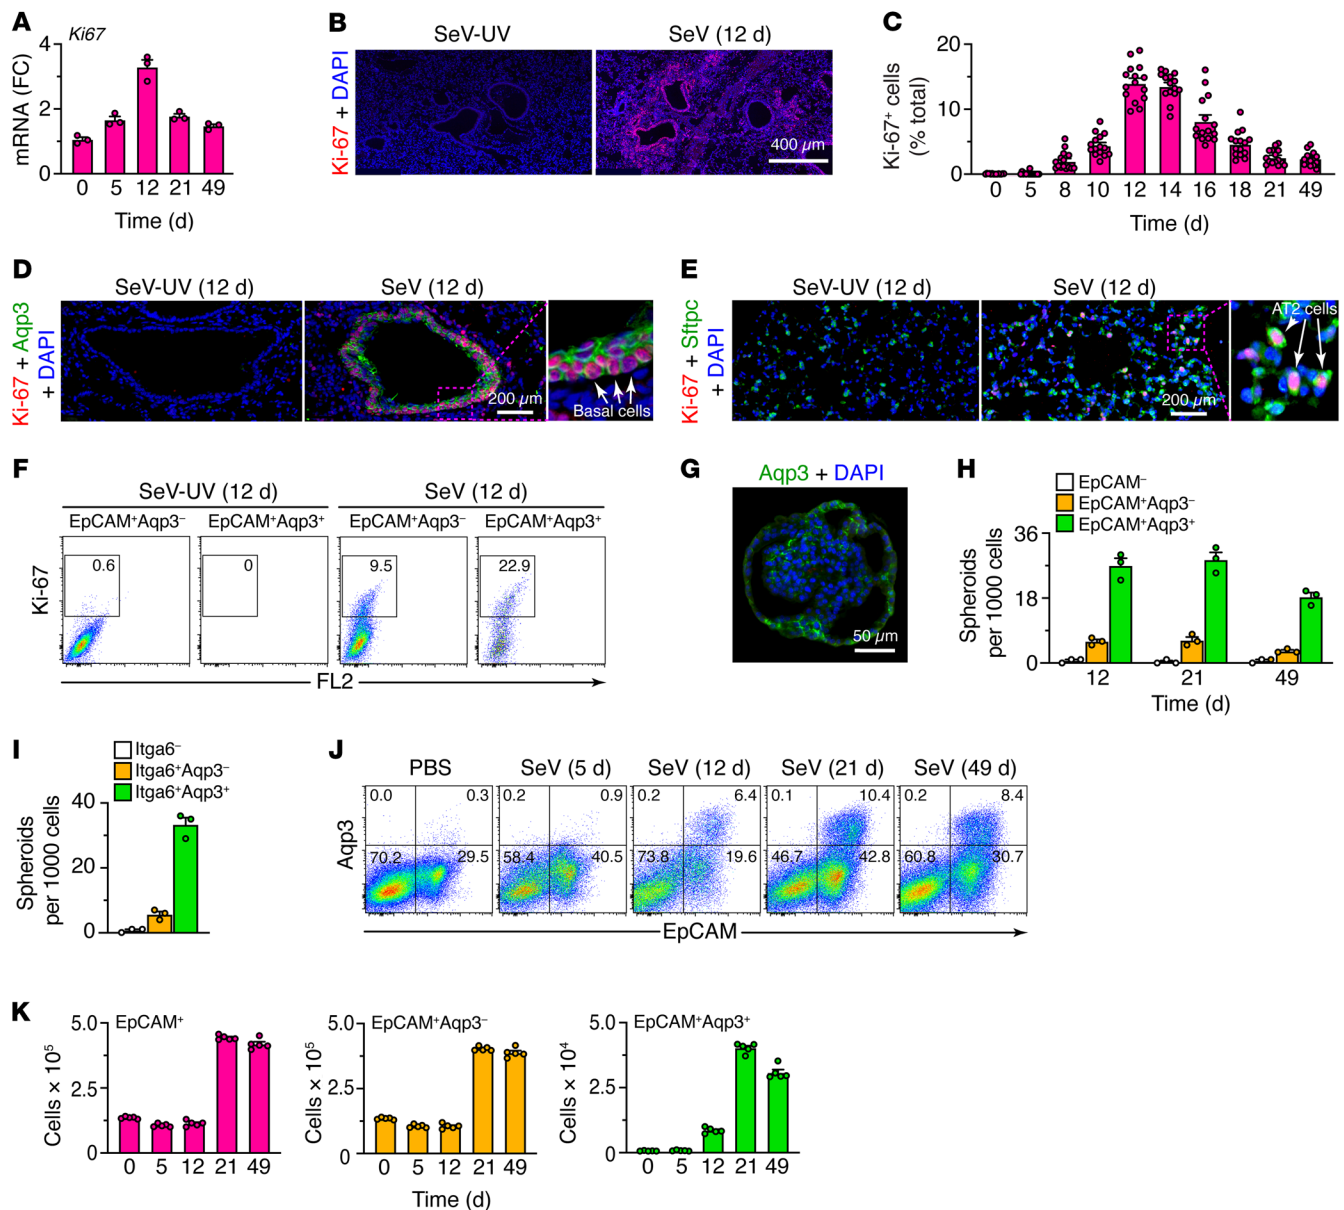 A
Ki67
mRNA (FC)
4
2
0
0 5 12 21 49
Time (d)
B
SeV-UV
SeV (12 d)
Ki-67 + DAPI
400 µm
C
Ki-67⁺ cells
(% total)
20
10
0
0 5 8 10 12 14 16 18 21 49
Time (d)
D
SeV-UV (12 d)
SeV (12 d)
Ki-67 + Aqp3
+ DAPI
200 µm
Basal cells
E
SeV-UV (12 d)
SeV (12 d)
Ki-67 + Sftpc
+ DAPI
200 µm
AT2 cells
F
SeV-UV (12 d)
SeV (12 d)
EpCAM⁺Aqp3⁻
EpCAM⁺Aqp3⁺
EpCAM⁺Aqp3⁻
EpCAM⁺Aqp3⁺
Ki-67
0.6
0
9.5
22.9
FL2
G
Aqp3 + DAPI
50 µm
H
EpCAM⁻
EpCAM⁺Aqp3⁻
EpCAM⁺Aqp3⁺
Spheroids
per 1000 cells
36
18
0
12 21 49
Time (d)
I
Itga6⁻
Itga6⁺Aqp3⁻
Itga6⁺Aqp3⁺
Spheroids
per 1000 cells
40
20
0
J
PBS
SeV (5 d)
SeV (12 d)
SeV (21 d)
SeV (49 d)
Aqp3
0.0 0.3
70.2 29.5
0.2 0.9
58.4 40.5
0.2 6.4
73.8 19.6
0.1 10.4
46.7 42.8
0.2 8.4
60.8 30.7
EpCAM
K
EpCAM⁺
Cells × 10⁵
5.0
2.5
0
0 5 12 21 49
EpCAM⁺Aqp3⁻
Cells × 10⁵
5.0
2.5
0
0 5 12 21 49
Time (d)
EpCAM⁺Aqp3⁺
Cells × 10⁴
5.0
2.5
0
0 5 12 21 49